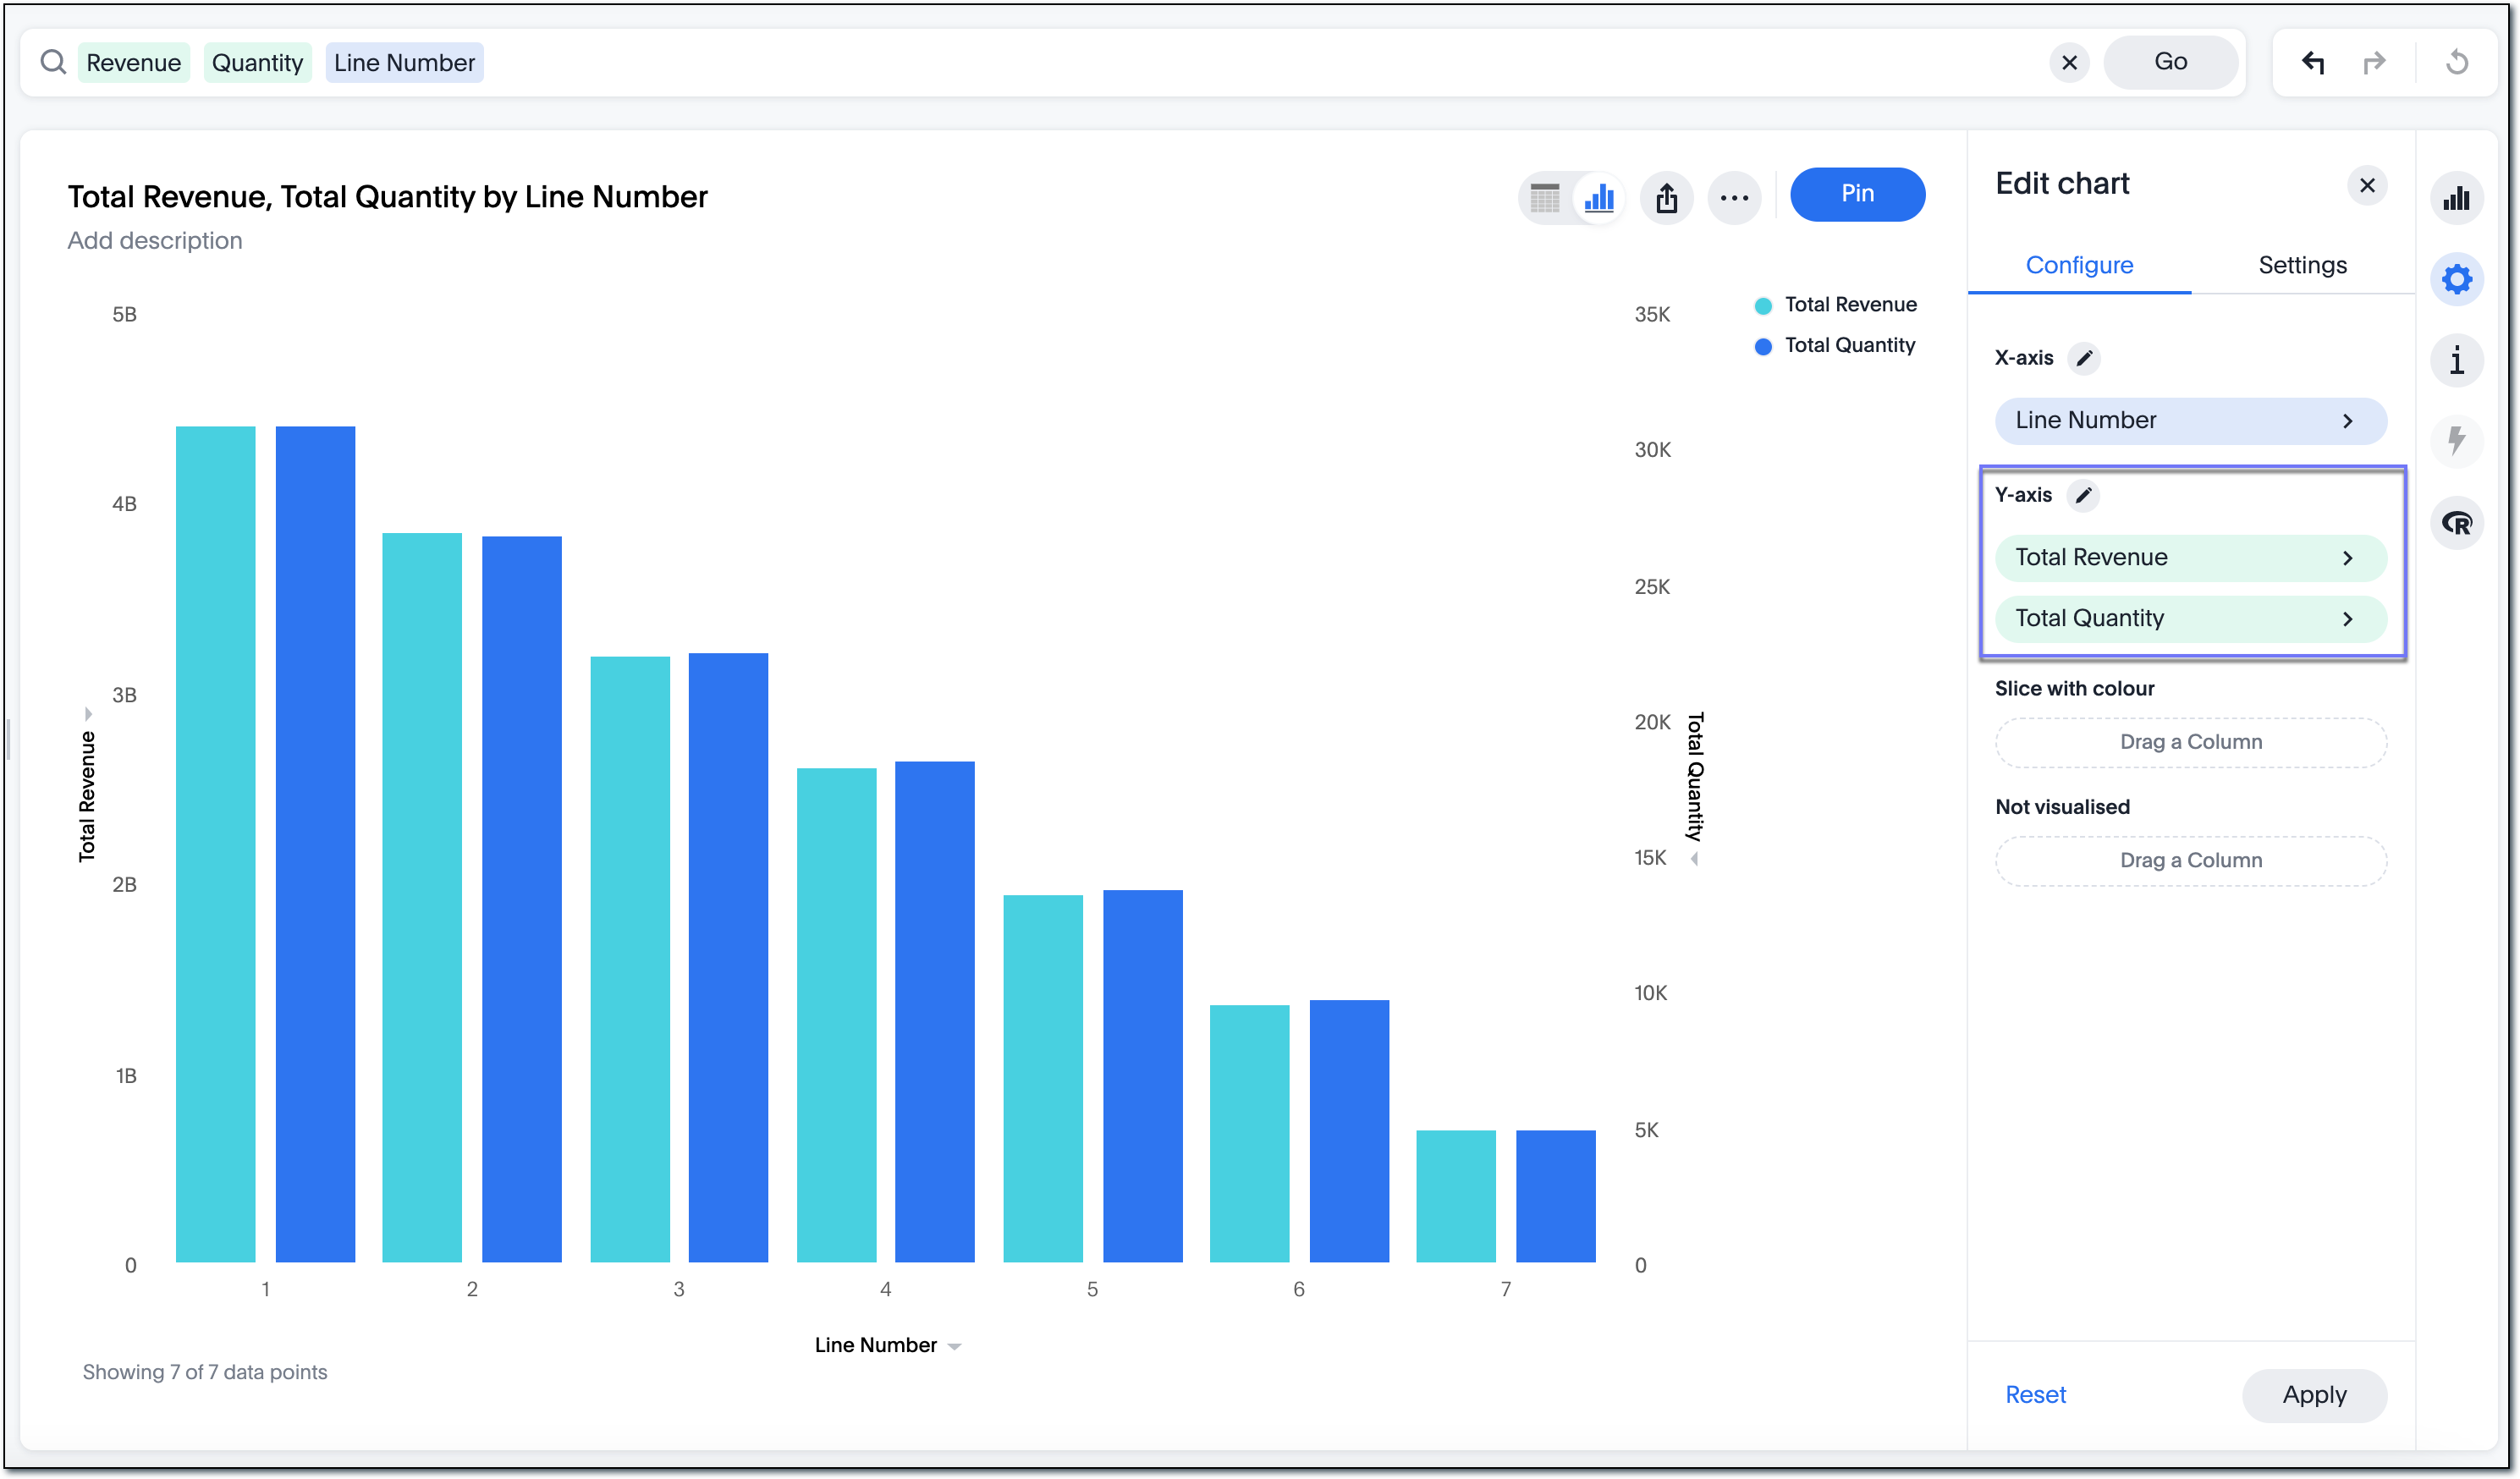 Revenue Quantity Line Number
Go
Total Revenue, Total Quantity by Line Number
Add description
Pin
Total Revenue
Total Quantity
5B
4B
3B
2B
1B
0
Total Revenue
35K
30K
25K
20K
15K
10K
5K
0
Total Quantity
1 2 3 4 5 6 7
Line Number
Showing 7 of 7 data points
Edit chart
Configure Settings
X-axis
Line Number
Y-axis
Total Revenue
Total Quantity
Slice with colour
Drag a Column
Not visualised
Drag a Column
Reset Apply
i
R